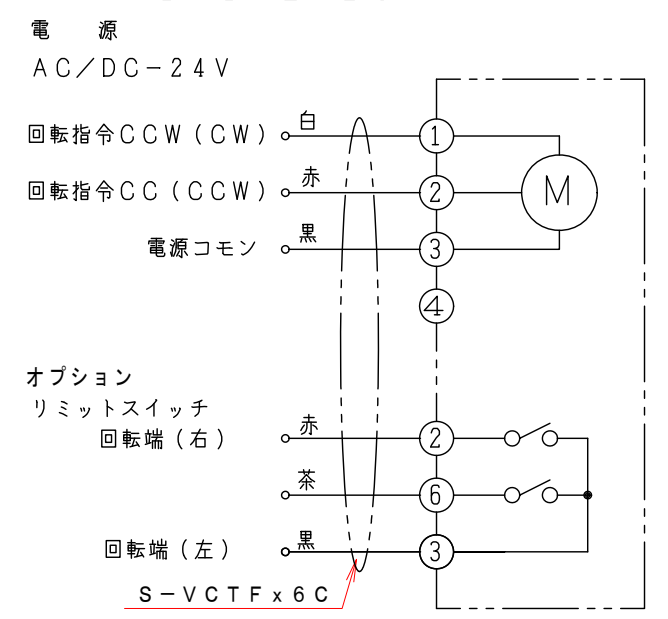 電 源
AC/DC-24V
回転指令CCW(CW) 白 1
回転指令CC(CCW) 赤 2 M
電源コモン 黒 3
4
オプション
リミットスイッチ
回転端(右) 赤 2
茶 6
回転端(左) 黒 3
S-VCTFx6C